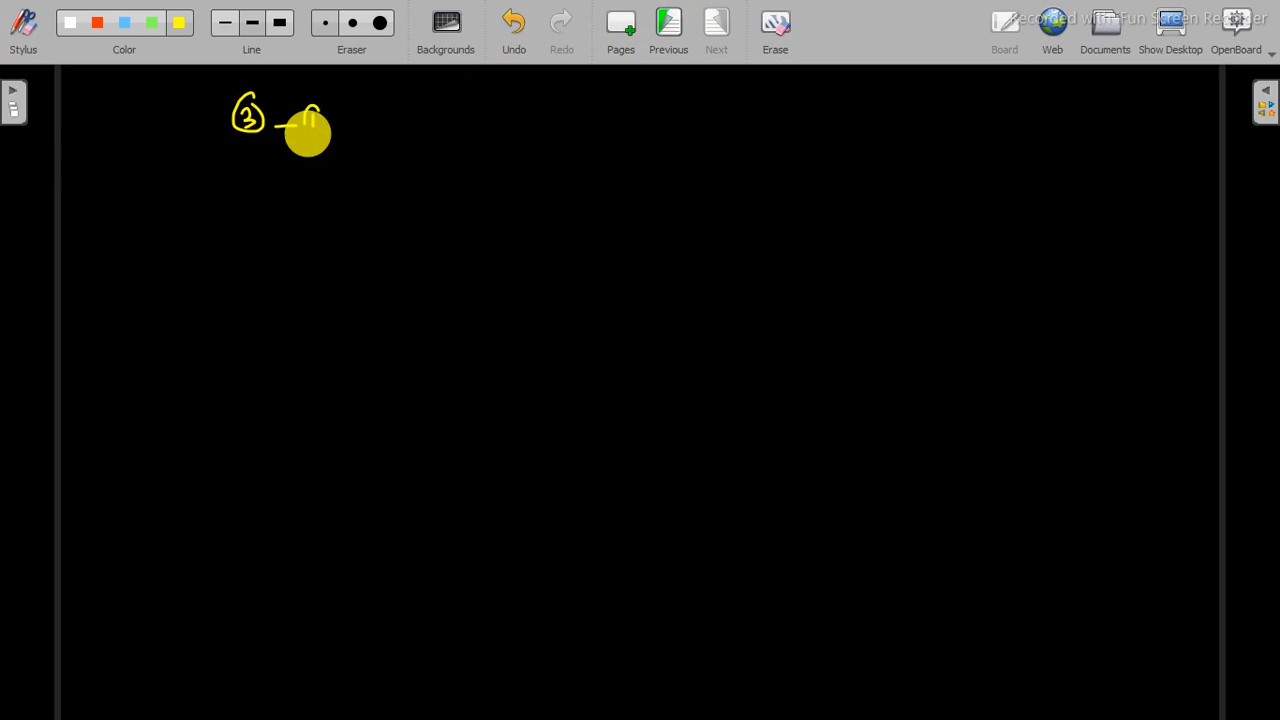 Stylus
Color
Line
Eraser
Backgrounds
Undo
Redo
Pages
Previous
Next
Erase
Board
Web
Documents
Show Desktop
OpenBoard
Recorded with Fun Screen Recorder
③ –